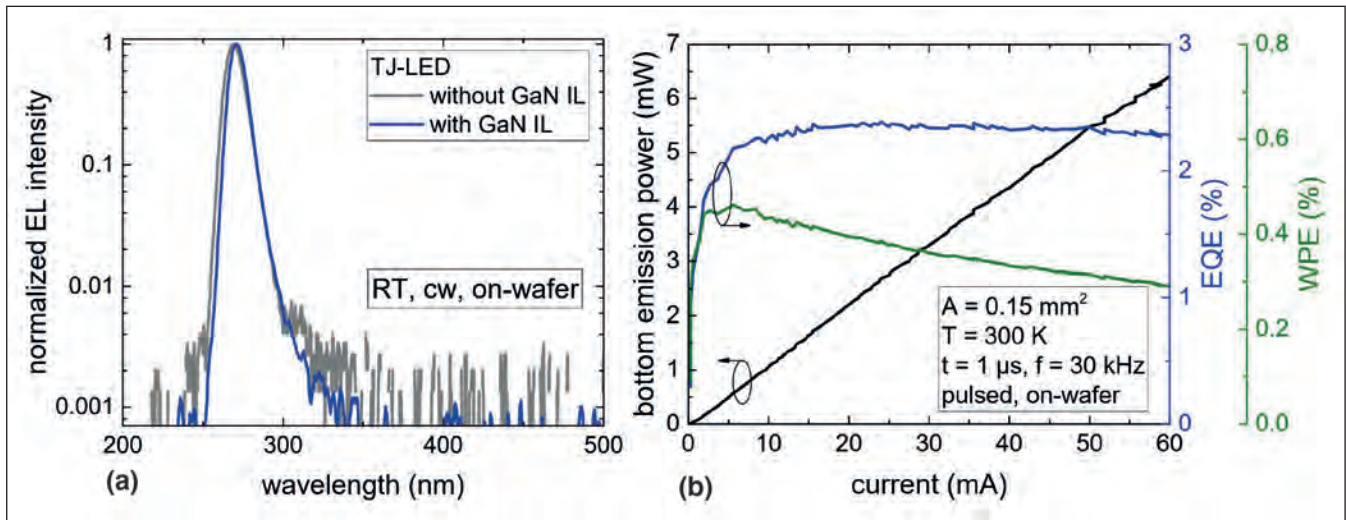 normalized EL intensity
1
0.1
0.01
0.001
TJ-LED
without GaN IL
with GaN IL
RT, cw, on-wafer
200 300 400 500
(a) wavelength (nm)
bottom emission power (mW)
7
6
5
4
3
2
1
0
A = 0.15 mm²
T = 300 K
t = 1 µs, f = 30 kHz
pulsed, on-wafer
0 10 20 30 40 50 60
(b) current (mA)
3
2
1
0
EQE (%)
0.8
0.6
0.4
0.2
0.0
WPE (%)